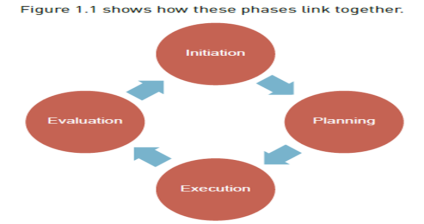 Figure 1.1 shows how these phases link together.
Initiation
Evaluation
Planning
Execution